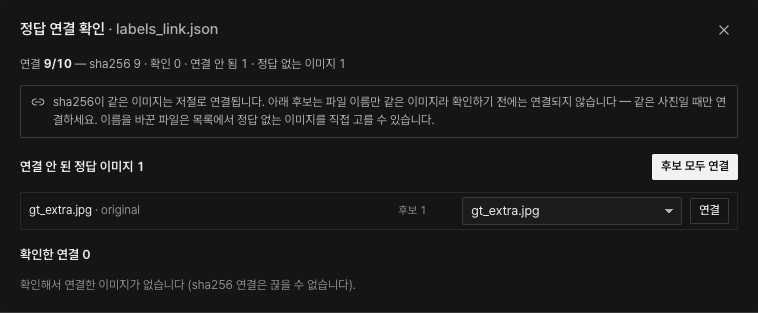 정답 연결 확인 · labels_link.json
연결 9/10 — sha256 9 · 확인 0 · 연결 안 됨 1 · 정답 없는 이미지 1
sha256이 같은 이미지는 저절로 연결됩니다. 아래 후보는 파일 이름만 같은 이미지라 확인하기 전에는 연결되지 않습니다 — 같은 사진일 때만 연
결하세요. 이름을 바꾼 파일은 목록에서 정답 없는 이미지를 직접 고를 수 있습니다.
연결 안 된 정답 이미지 1
후보 모두 연결
gt_extra.jpg · original 후보 1 gt_extra.jpg 연결
확인한 연결 0
확인해서 연결한 이미지가 없습니다 (sha256 연결은 끊을 수 없습니다).